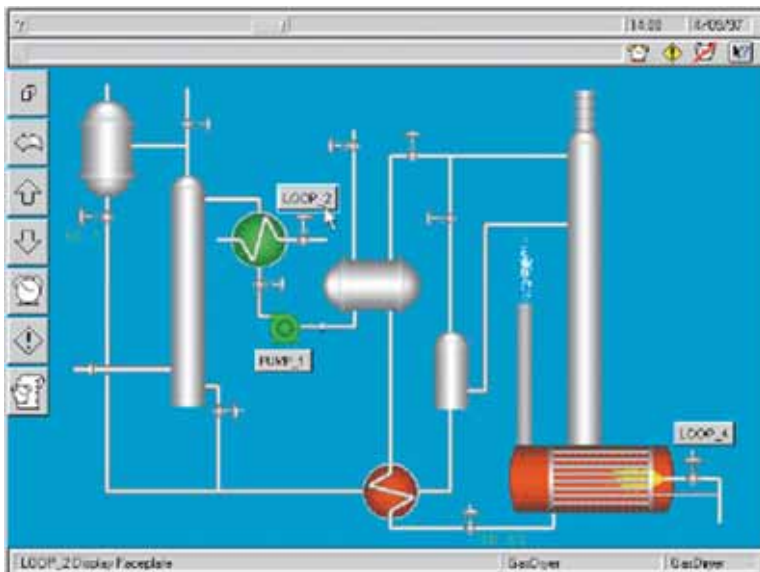 14:00
LOOP_2
PUMP_1
LOOP_4
LOOP_2 Display Faceplate
GasDryer
GasDryer